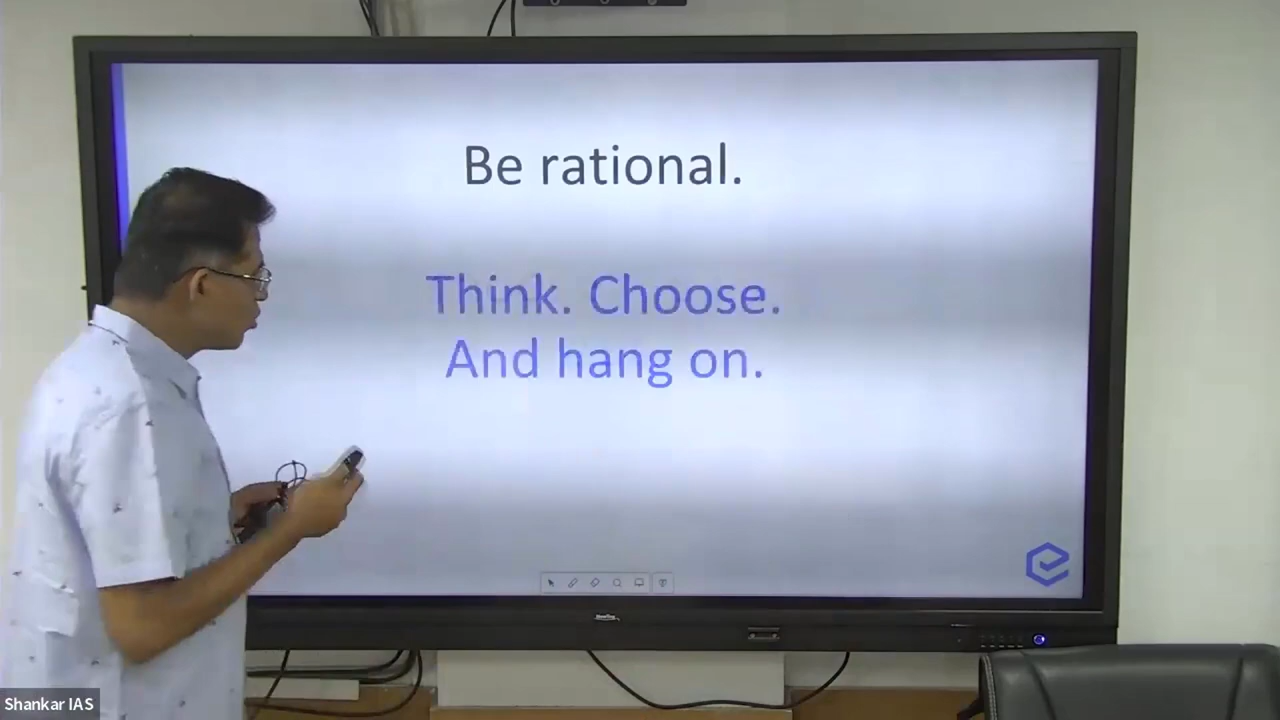 Be rational.
Think. Choose.
And hang on.
Shankar IAS